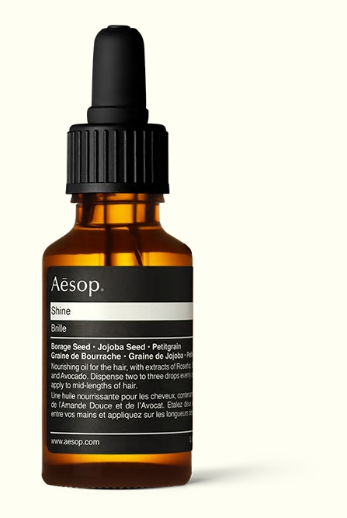 Aēsop.
Shine
Brille
Borage Seed • Jojoba Seed • Petitgrain
Graine de Bourrache • Graine de Jojoba •
Nourishing oil for the hair, with extracts of
and Avocado. Dispense two to three drops
apply to mid-lengths of hair.
Une huile nourrissante pour les cheveux,
de l'Amande Douce et de l'Avocat. Etalez
entre vos mains et appliquez sur les longueurs
www.aesop.com